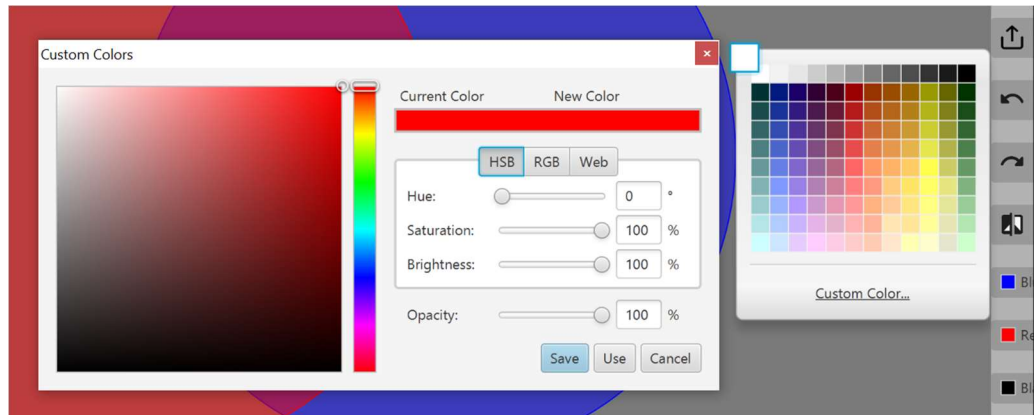 Custom Colors
Current Color New Color
HSB RGB Web
Hue: 0 °
Saturation: 100 %
Brightness: 100 %
Opacity: 100 %
Save Use Cancel
Custom Color...